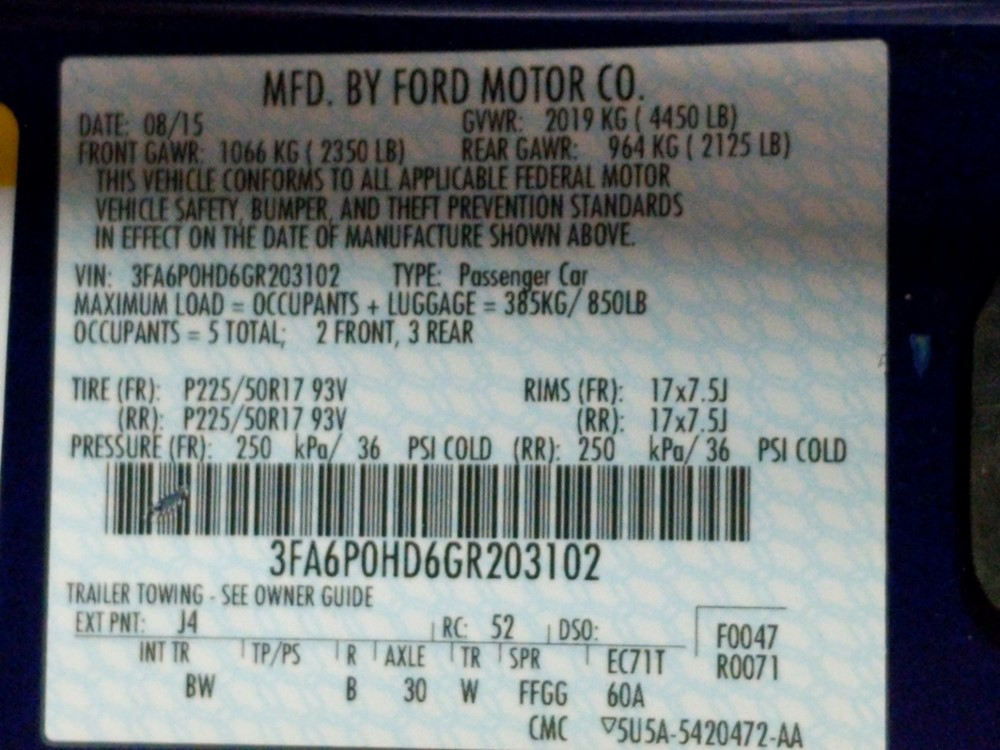 MFD. BY FORD MOTOR CO.
DATE: 08/15 GVWR: 2019 KG ( 4450 LB)
FRONT GAWR: 1066 KG ( 2350 LB) REAR GAWR: 964 KG ( 2125 LB)
THIS VEHICLE CONFORMS TO ALL APPLICABLE FEDERAL MOTOR
VEHICLE SAFETY, BUMPER, AND THEFT PREVENTION STANDARDS
IN EFFECT ON THE DATE OF MANUFACTURE SHOWN ABOVE.
VIN: 3FA6P0HD6GR203102 TYPE: Passenger Car
MAXIMUM LOAD = OCCUPANTS + LUGGAGE = 385KG/ 850LB
OCCUPANTS = 5 TOTAL; 2 FRONT, 3 REAR
TIRE (FR): P225/50R17 93V RIMS (FR): 17x7.5J
(RR): P225/50R17 93V (RR): 17x7.5J
PRESSURE (FR): 250 kPa/ 36 PSI COLD (RR): 250 kPa/ 36 PSI COLD
3FA6P0HD6GR203102
TRAILER TOWING - SEE OWNER GUIDE
EXT PNT: J4 RC: 52 DSO: F0047
INT TR TP/PS R AXLE TR SPR EC71T R0071
BW B 30 W FFGG 60A
CMC ▽5U5A-5420472-AA